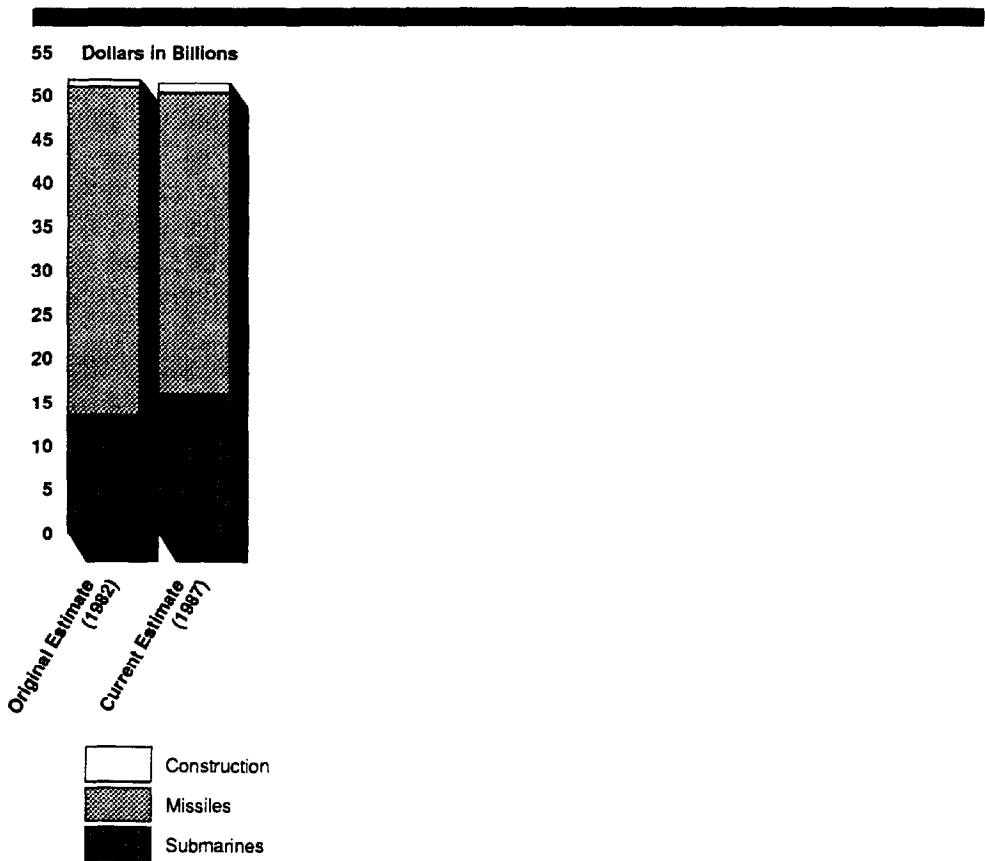 55 Dollars in Billions
50
45
40
35
30
25
20
15
10
5
0
Original Estimate
(1982)
Current Estimate
(1987)
Construction
Missiles
Submarines